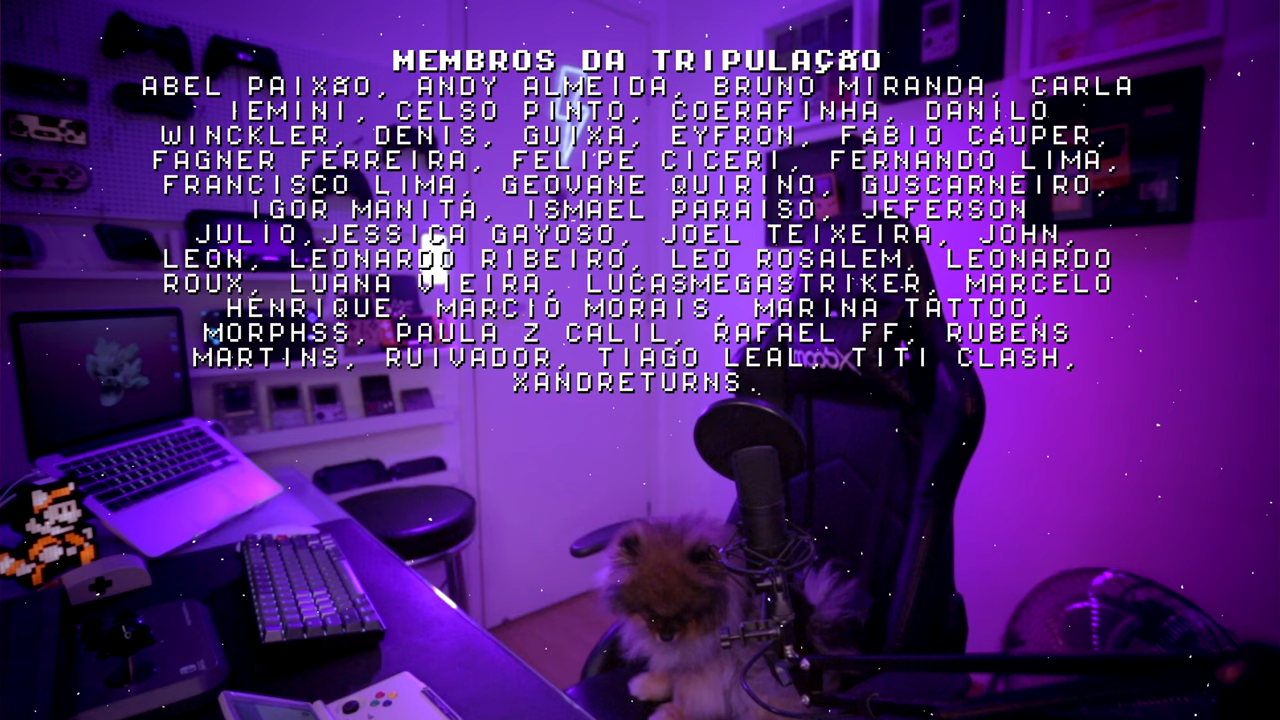 MEMBROS DA TRIPULAÇÃO
ABEL PAIXÃO, ANDY ALMEIDA, BRUNO MIRANDA, CARLA
IEMINI, CELSO PINTO, COERAFINHA, DANILO
WINCKLER, DENIS, GUIXA, EYFRON, FÁBIO CAUPER,
FAGNER FERREIRA, FELIPE CICERI, FERNANDO LIMA,
FRANCISCO LIMA, GEOVANE QUIRINO, GUSCARNEIRO,
IGOR MANITA, ISMAEL PARAISO, JEFERSON
JULIO,JESSICA GAYOSO, JOEL TEIXEIRA, JOHN,
LEON, LEONARDO R1BEIRO, LEO ROSALEM, LEONARDO
ROUX, LUANA VIEIRA, LUCASMEGASTRIKER, MARCELO
HENRIQUE, MARCIO MORAIS, MARINA TATTOO,
MORPHSS, PAULA Z CALIL, RAFAEL FF, RUBENS
MARTINS, RUIVADOR, TIAGO LEAL, TITI CLASH,
XANDRETURNS.